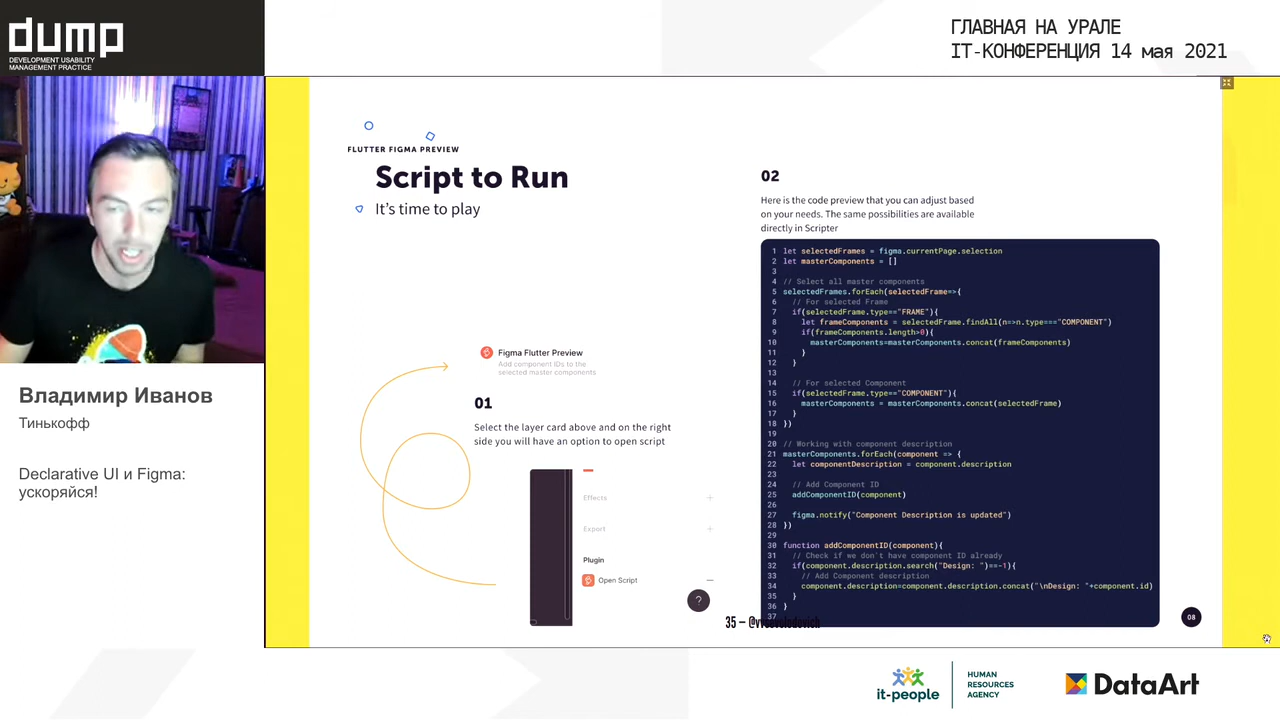 dump
DEVELOPMENT USABILITY
MANAGEMENT PRACTICE
ГЛАВНАЯ НА УРАЛЕ
IT-КОНФЕРЕНЦИЯ 14 мая 2021
Владимир Иванов
Тинькофф
Declarative UI и Figma:
ускоряйся!
FLUTTER FIGMA PREVIEW
Script to Run
It's time to play
Figma Flutter Preview
Add component IDs to the
selected master components
01
Select the layer card above and on the right
side you will have an option to open script
Effects
Export
Plugin
Open Script
?
02
Here is the code preview that you can adjust based
on your needs. The same possibilities are available
directly in Scripter
1 let selectedFrames = figma.currentPage.selection
2 let masterComponents = []
3
4 // Select all master components
5 selectedFrames.forEach(selectedFrame=>{
6 // For selected Frame
7 if(selectedFrame.type=="FRAME"){
8 let frameComponents = selectedFrame.findAll(n=>n.type==="COMPONENT")
9 if(frameComponents.length>0){
10 masterComponents=masterComponents.concat(frameComponents)
11 }
12 }
13
14 // For selected Component
15 if(selectedFrame.type=="COMPONENT"){
16 masterComponents = masterComponents.concat(selectedFrame)
17 }
18 })
19
20 // Working with component description
21 masterComponents.forEach(component => {
22 let componentDescription = component.description
23
24 // Add Component ID
25 addComponentID(component)
26
27 figma.notify("Component Description is updated")
28 })
29
30 function addComponentID(component){
31 // Check if we don't have component ID already
32 if(component.description.search("Design: ")==-1){
33 // Add Component description
34 component.description=component.description.concat("\nDesign: "+component.id)
35 }
36 }
37
35 –
08
it-people
HUMAN
RESOURCES
AGENCY
DataArt